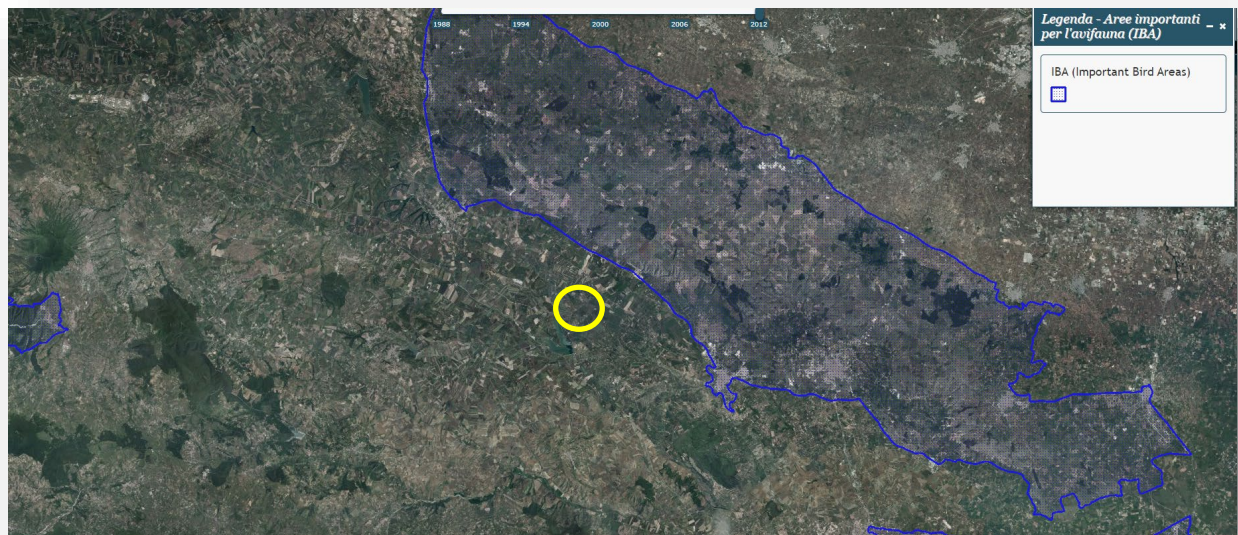 1988 1994 2000 2006 2012
Legenda - Aree importanti
per l'avifauna (IBA)
– ×
IBA (Important Bird Areas)